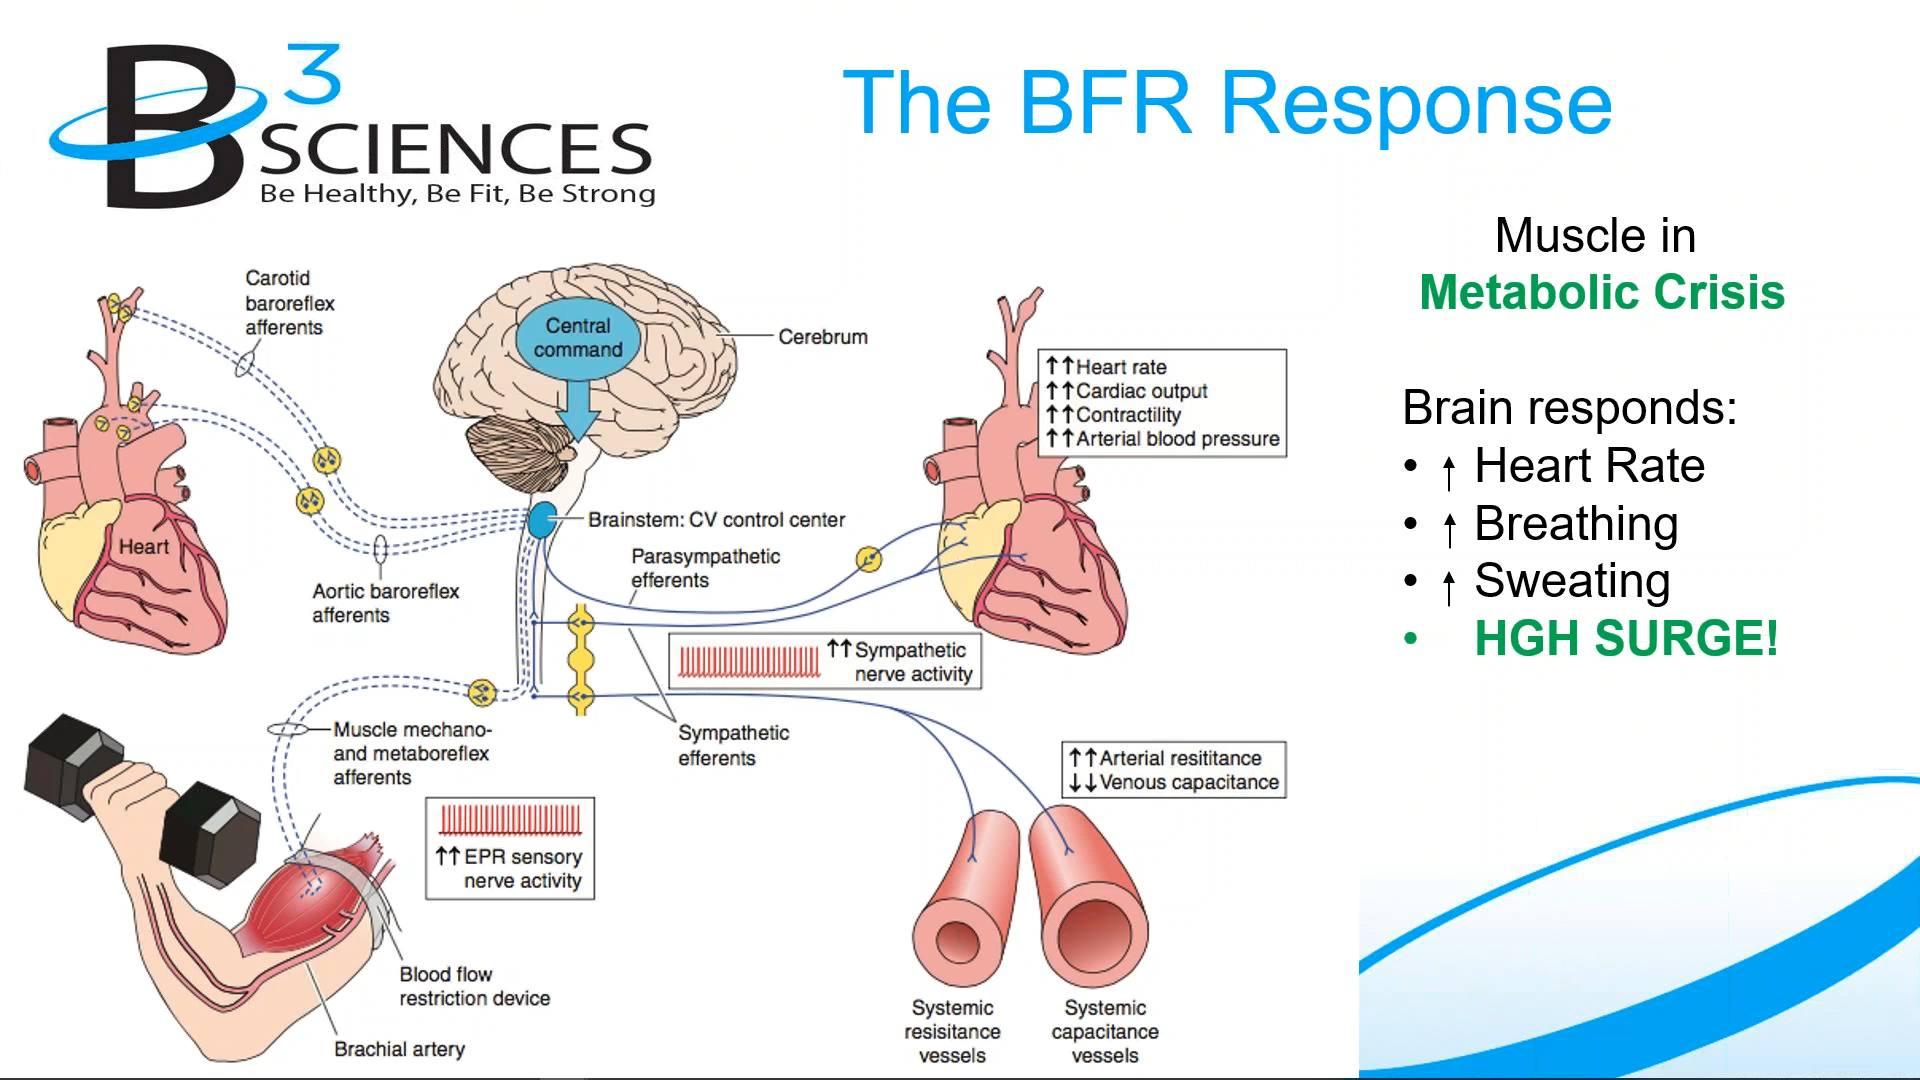 B3 SCIENCES
Be Healthy, Be Fit, Be Strong
The BFR Response
Muscle in
Metabolic Crisis
Brain responds:
• ↑ Heart Rate
• ↑ Breathing
• ↑ Sweating
• HGH SURGE!
Carotid
baroreflex
afferents
Central
command
Cerebrum
↑↑Heart rate
↑↑Cardiac output
↑↑Contractility
↑↑Arterial blood pressure
Heart
Brainstem: CV control center
Parasympathetic
efferents
Aortic baroreflex
afferents
↑↑Sympathetic
nerve activity
Sympathetic
efferents
Muscle mechano-
and metaboreflex
afferents
↑↑Arterial resititance
↓↓Venous capacitance
↑↑EPR sensory
nerve activity
Blood flow
restriction device
Brachial artery
Systemic
resisitance
vessels
Systemic
capacitance
vessels